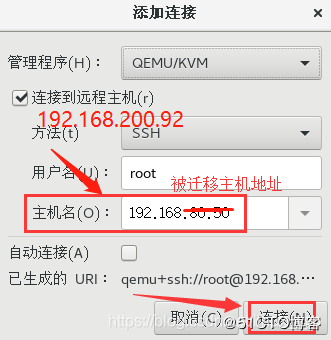 添加连接
管理程序(H): QEMU/KVM
连接到远程主机(r)
192.168.200.92
方法(t) SSH
用户名(U): root
被迁移主机地址
主机名(O): 192.168.80.50
自动连接(A)
已生成的 URI: qemu+ssh://root@192.168.…
取消(C) 连接(N)
@51CTO博客